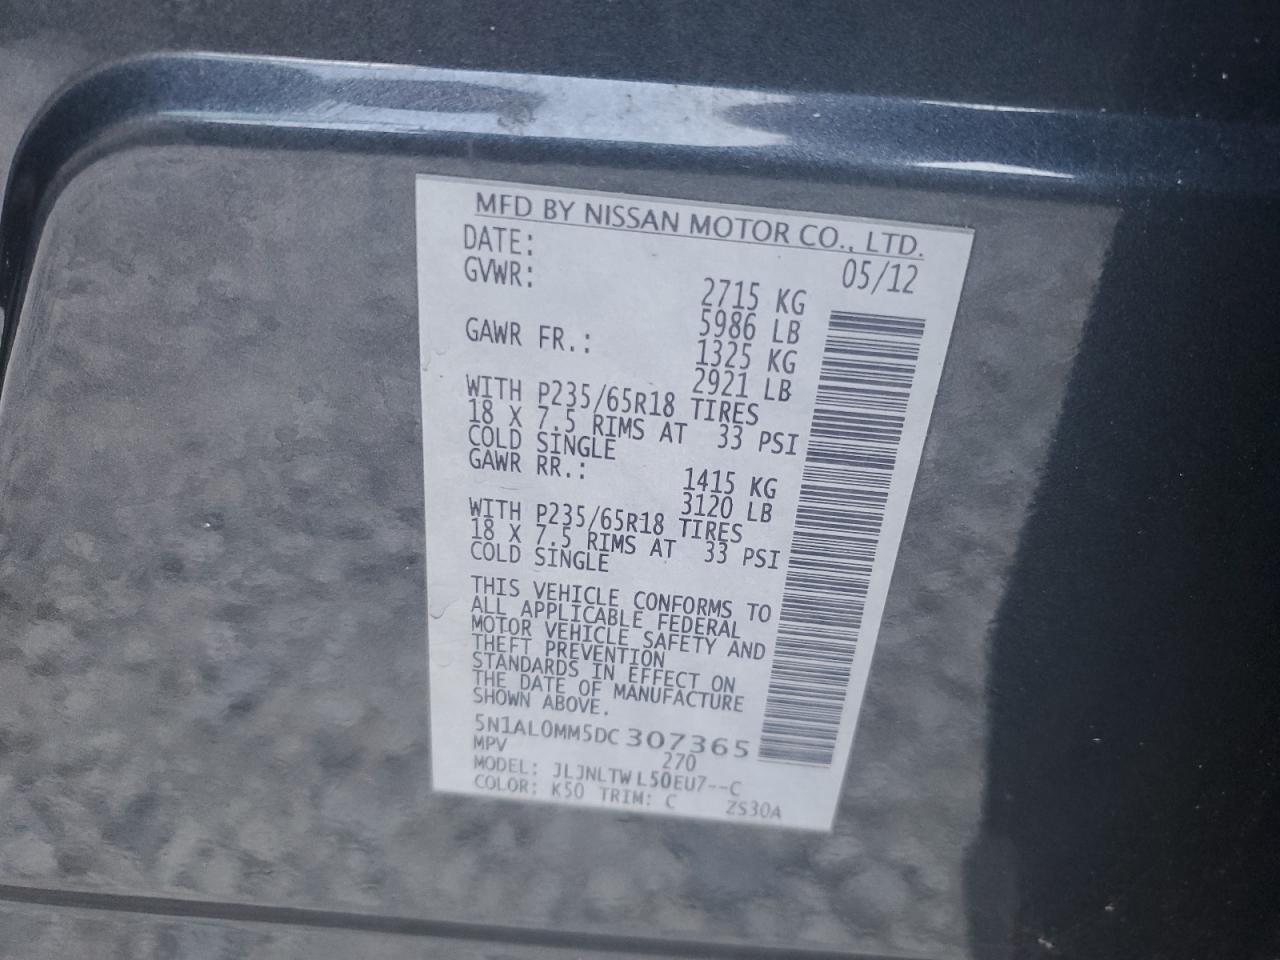 MFD BY NISSAN MOTOR CO., LTD.
DATE: 05/12
GVWR: 2715 KG
5986 LB
GAWR FR.: 1325 KG
2921 LB
WITH P235/65R18 TIRES
18 X 7.5 RIMS AT 33 PSI
COLD SINGLE
GAWR RR.: 1415 KG
3120 LB
WITH P235/65R18 TIRES
18 X 7.5 RIMS AT 33 PSI
COLD SINGLE
THIS VEHICLE CONFORMS TO
ALL APPLICABLE FEDERAL
MOTOR VEHICLE SAFETY AND
THEFT PREVENTION
STANDARDS IN EFFECT ON
THE DATE OF MANUFACTURE
SHOWN ABOVE.
5N1AL0MM5DC307365
MPV 270
MODEL: JLJNLTWL50EU7--C
COLOR: K50 TRIM: C ZS30A